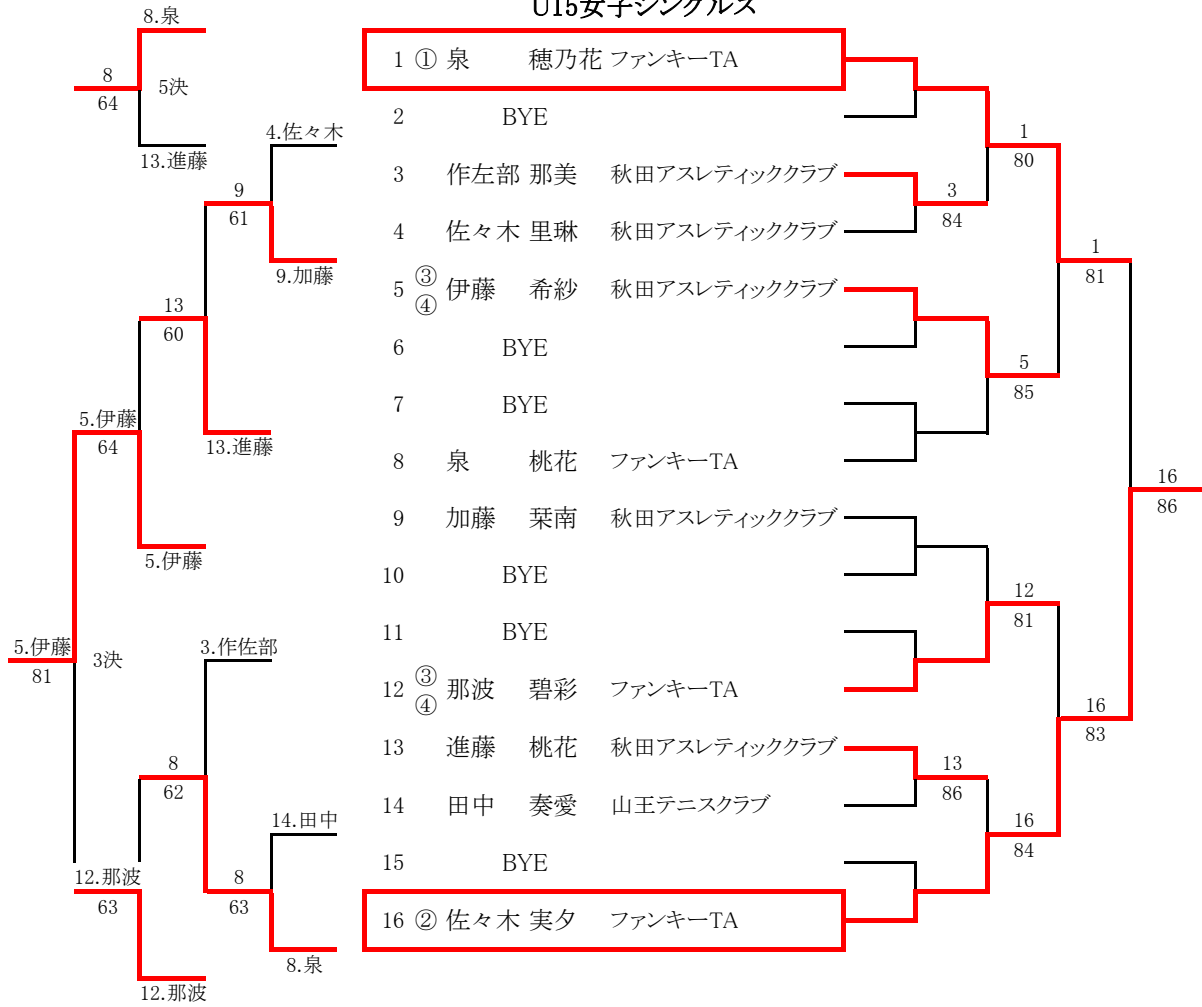 U15女子シングルス
8.泉
8
64
5決
13.進藤
4.佐々木
9
61
9.加藤
13
60
13.進藤
5.伊藤
64
5.伊藤
5.伊藤
81
3決
3.作佐部
8
62
14.田中
12.那波
63
8
63
8.泉
12.那波
1 ① 泉 穂乃花 ファンキーTA
2 BYE
3 作左部 那美 秋田アスレティッククラブ
4 佐々木 里琳 秋田アスレティッククラブ
5 ③④ 伊藤 希紗 秋田アスレティッククラブ
6 BYE
7 BYE
8 泉 桃花 ファンキーTA
9 加藤 栞南 秋田アスレティッククラブ
10 BYE
11 BYE
12 ③④ 那波 碧彩 ファンキーTA
13 進藤 桃花 秋田アスレティッククラブ
14 田中 奏愛 山王テニスクラブ
15 BYE
16 ② 佐々木 実夕 ファンキーTA
3
84
13
86
1
80
5
85
12
81
16
84
1
81
16
83
16
86